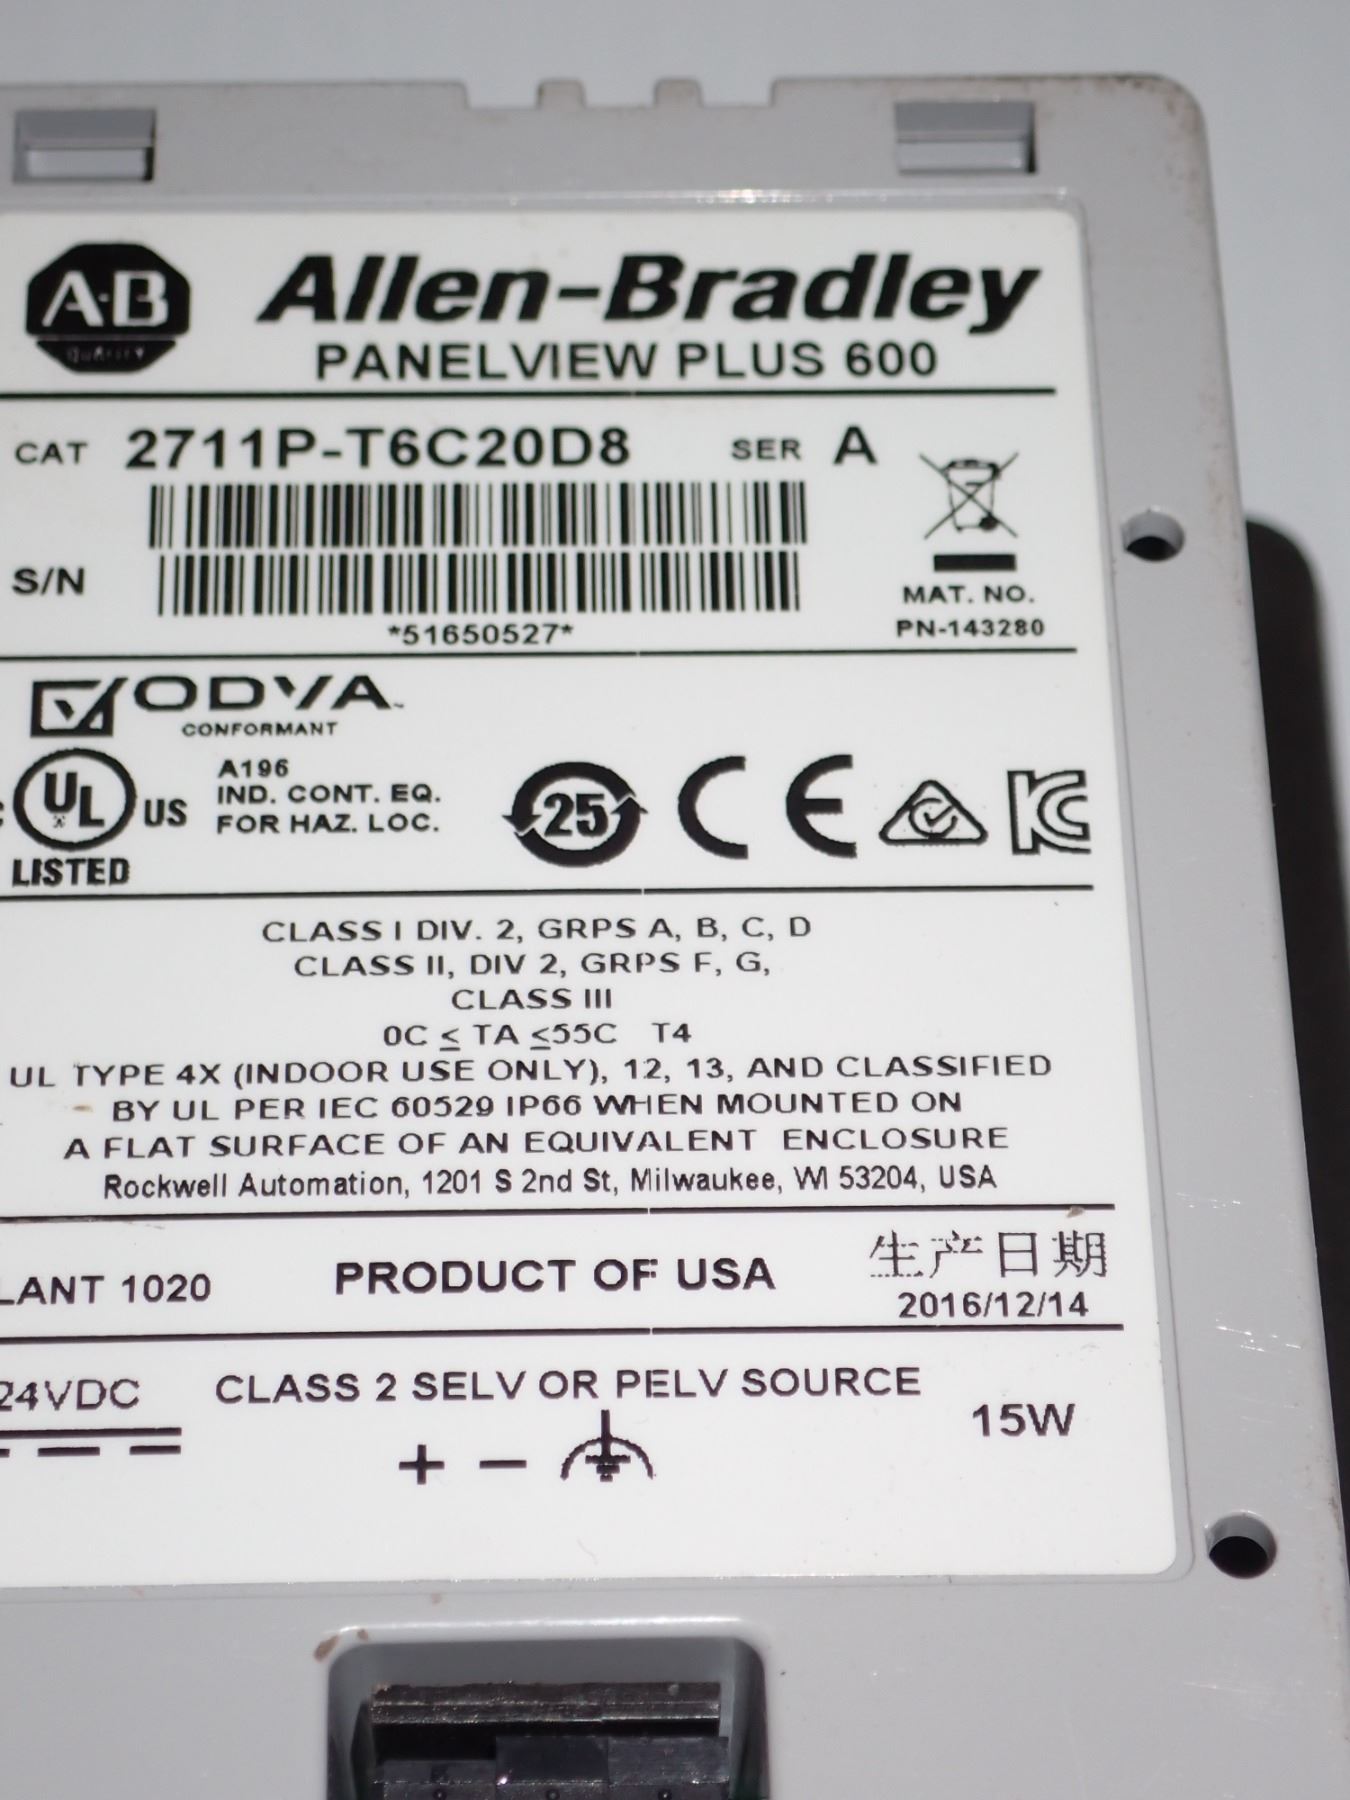 A-B
QUALITY
Allen-Bradley
PANELVIEW PLUS 600
CAT 2711P-T6C20D8 SER A
S/N
*51650527*
MAT. NO.
PN-143280
ODVA
CONFORMANT
UL US
LISTED
A196
IND. CONT. EQ.
FOR HAZ. LOC.
25
CE
KC
CLASS I DIV. 2, GRPS A, B, C, D
CLASS II, DIV 2, GRPS F, G,
CLASS III
0C ≤ TA ≤55C T4
UL TYPE 4X (INDOOR USE ONLY), 12, 13, AND CLASSIFIED
BY UL PER IEC 60529 IP66 WHEN MOUNTED ON
A FLAT SURFACE OF AN EQUIVALENT ENCLOSURE
Rockwell Automation, 1201 S 2nd St, Milwaukee, WI 53204, USA
LANT 1020
PRODUCT OF USA
生产日期
2016/12/14
24VDC
CLASS 2 SELV OR PELV SOURCE
15W
+ −